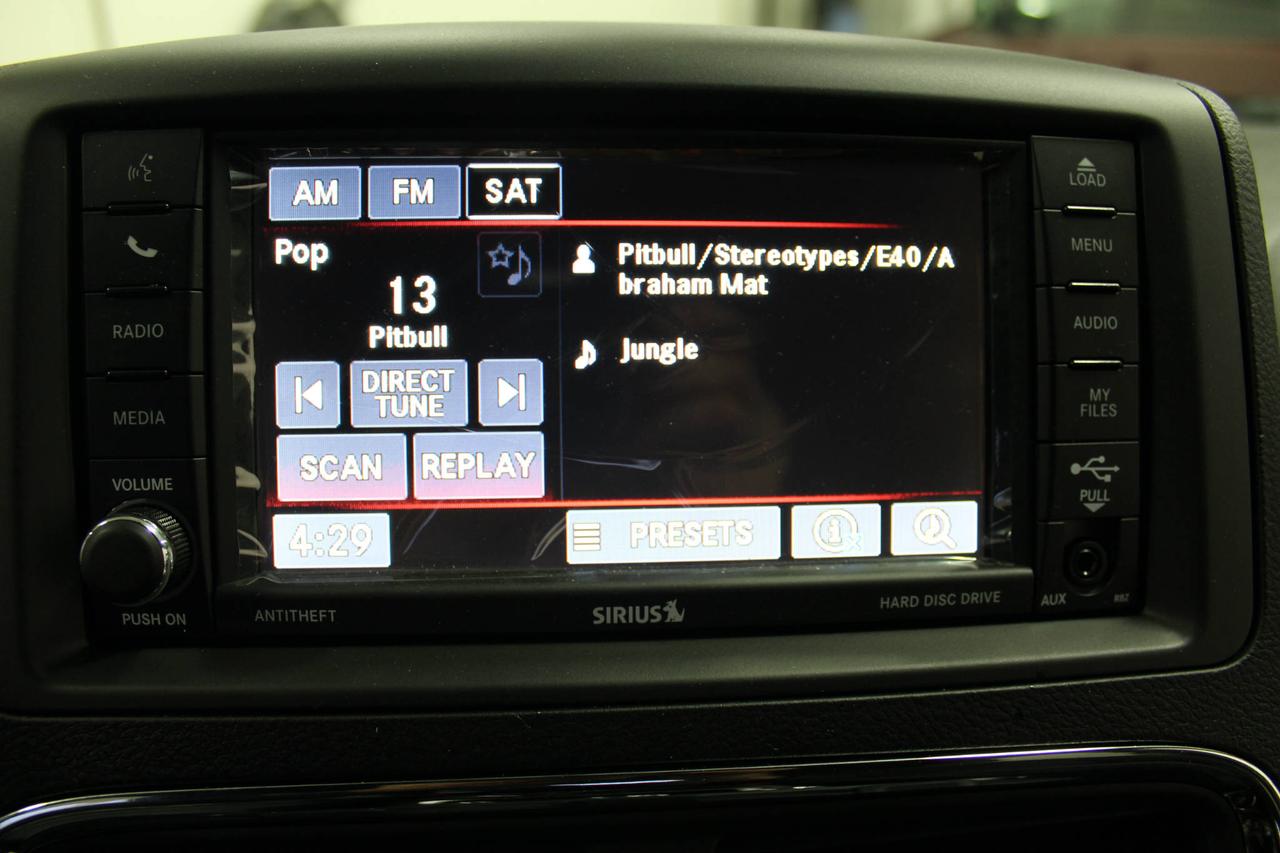 AM FM SAT
Pop
13
Pitbull
DIRECT
TUNE
SCAN REPLAY
4:29
Pitbull/Stereotypes/E40/A
braham Mat
Jungle
PRESETS
RADIO
MEDIA
VOLUME
PUSH ON
LOAD
MENU
AUDIO
MY
FILES
PULL
AUX RBZ
ANTITHEFT
SIRIUS
HARD DISC DRIVE